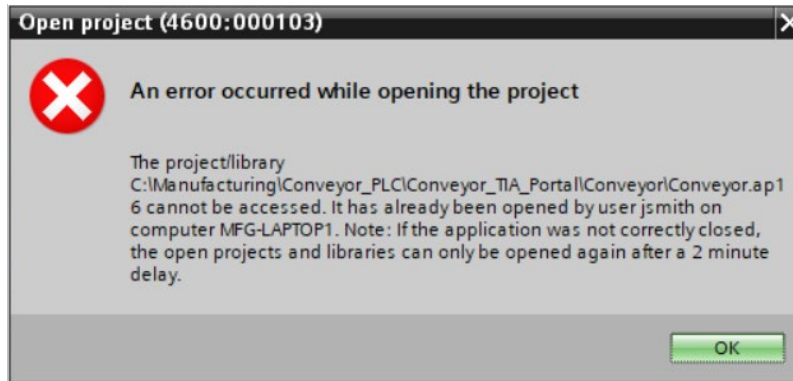 Open project (4600:000103)
An error occurred while opening the project
The project/library
C:\Manufacturing\Conveyor_PLC\Conveyor_TIA_Portal\Conveyor\Conveyor.ap1
6 cannot be accessed. It has already been opened by user jsmith on
computer MFG-LAPTOP1. Note: If the application was not correctly closed,
the open projects and libraries can only be opened again after a 2 minute
delay.
OK